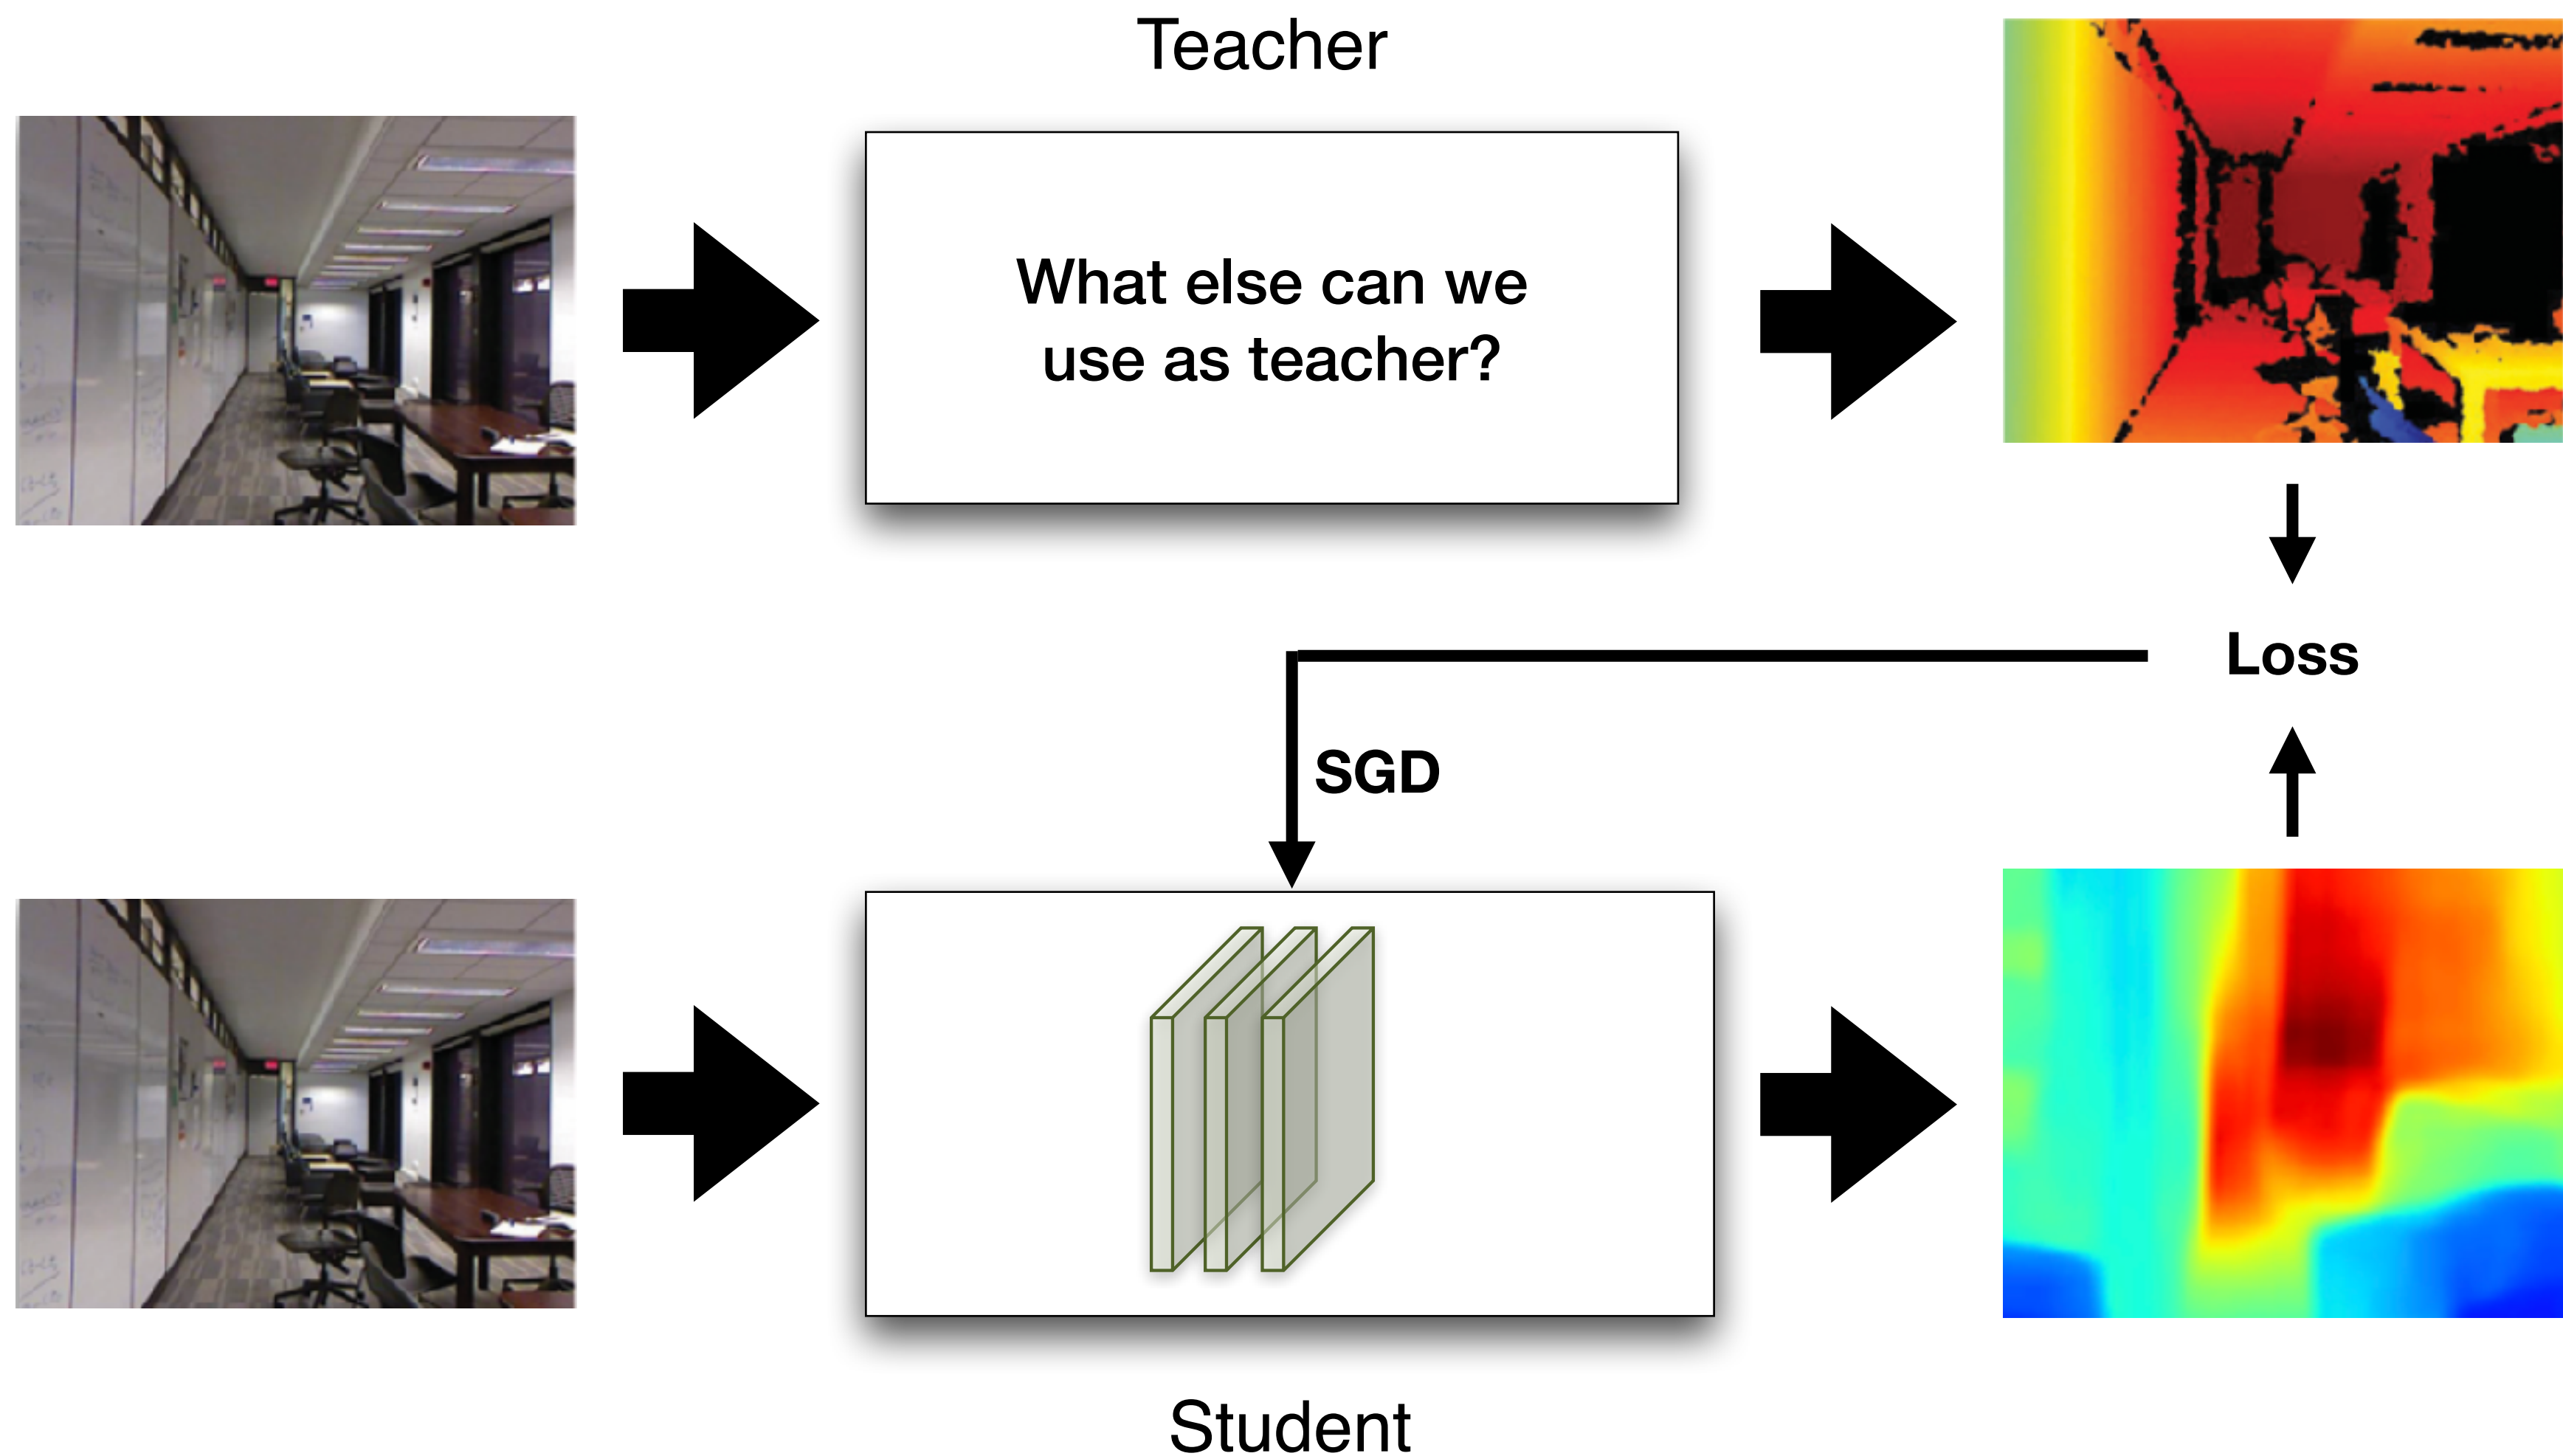 Teacher
What else can we
use as teacher?
Loss
SGD
Student